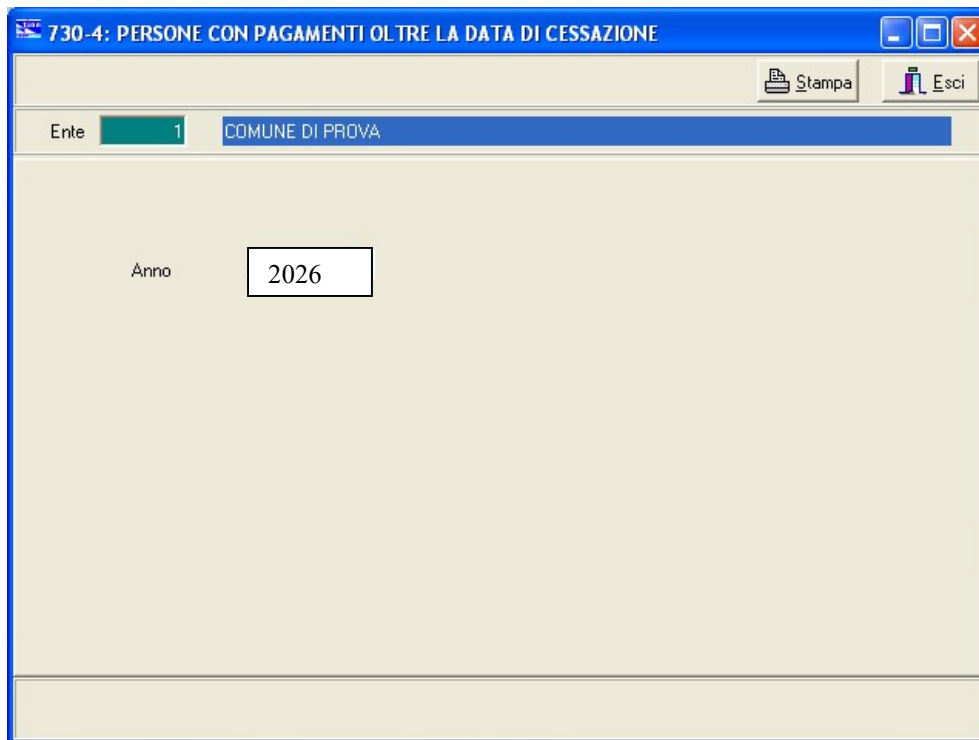 730-4: PERSONE CON PAGAMENTI OLTRE LA DATA DI CESSAZIONE
Stampa Esci
Ente 1 COMUNE DI PROVA
Anno 2026